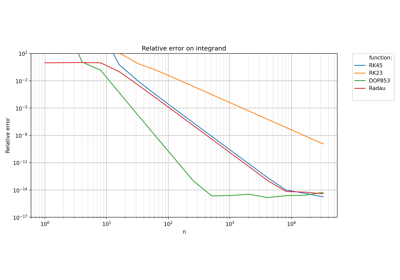 Relative error on integrand
function:
RK45
RK23
DOP853
Radau
Relative error
10¹
10⁻²
10⁻⁵
10⁻⁸
10⁻¹¹
10⁻¹⁴
10⁻¹⁷
10⁰
10¹
10²
10³
10⁴
n